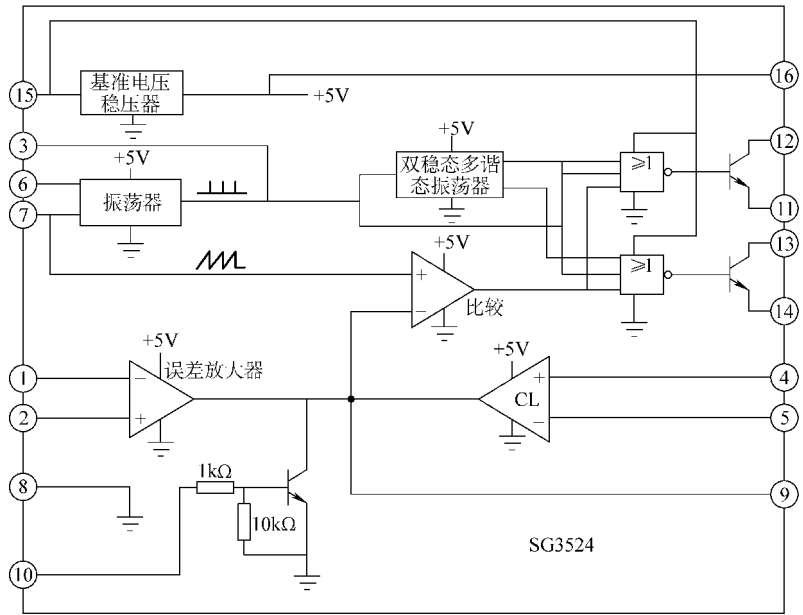 基准电压
稳压器
15
+5V
16
3
+5V
+5V
双稳态多谐
态振荡器
≥1
12
6
振荡器
7
11
13
+5V
≥1
+
−
比较
14
+5V
误差放大器
+5V
1
−
+
4
CL
2
+
−
5
1kΩ
8
9
10kΩ
SG3524
10